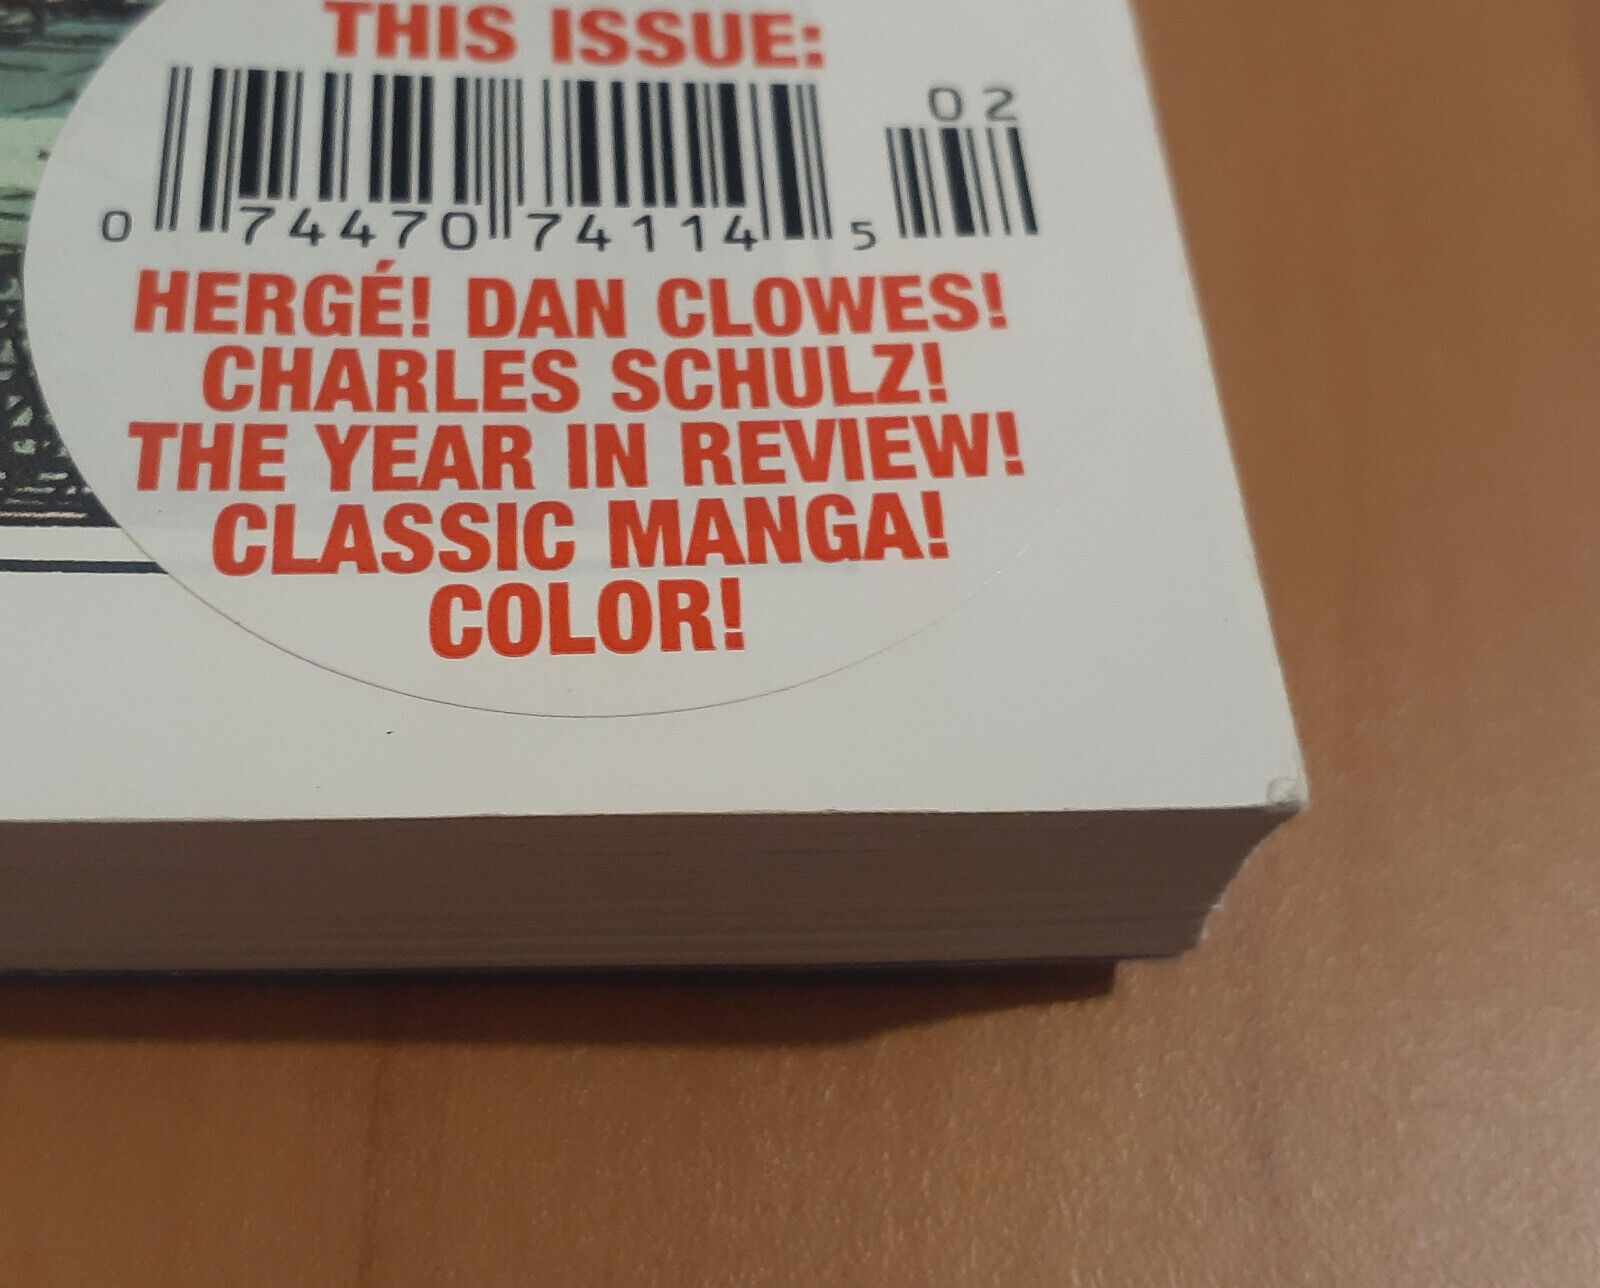 THIS ISSUE:
02
0 74470 74114 5
HERGÉ! DAN CLOWES!
CHARLES SCHULZ!
THE YEAR IN REVIEW!
CLASSIC MANGA!
COLOR!